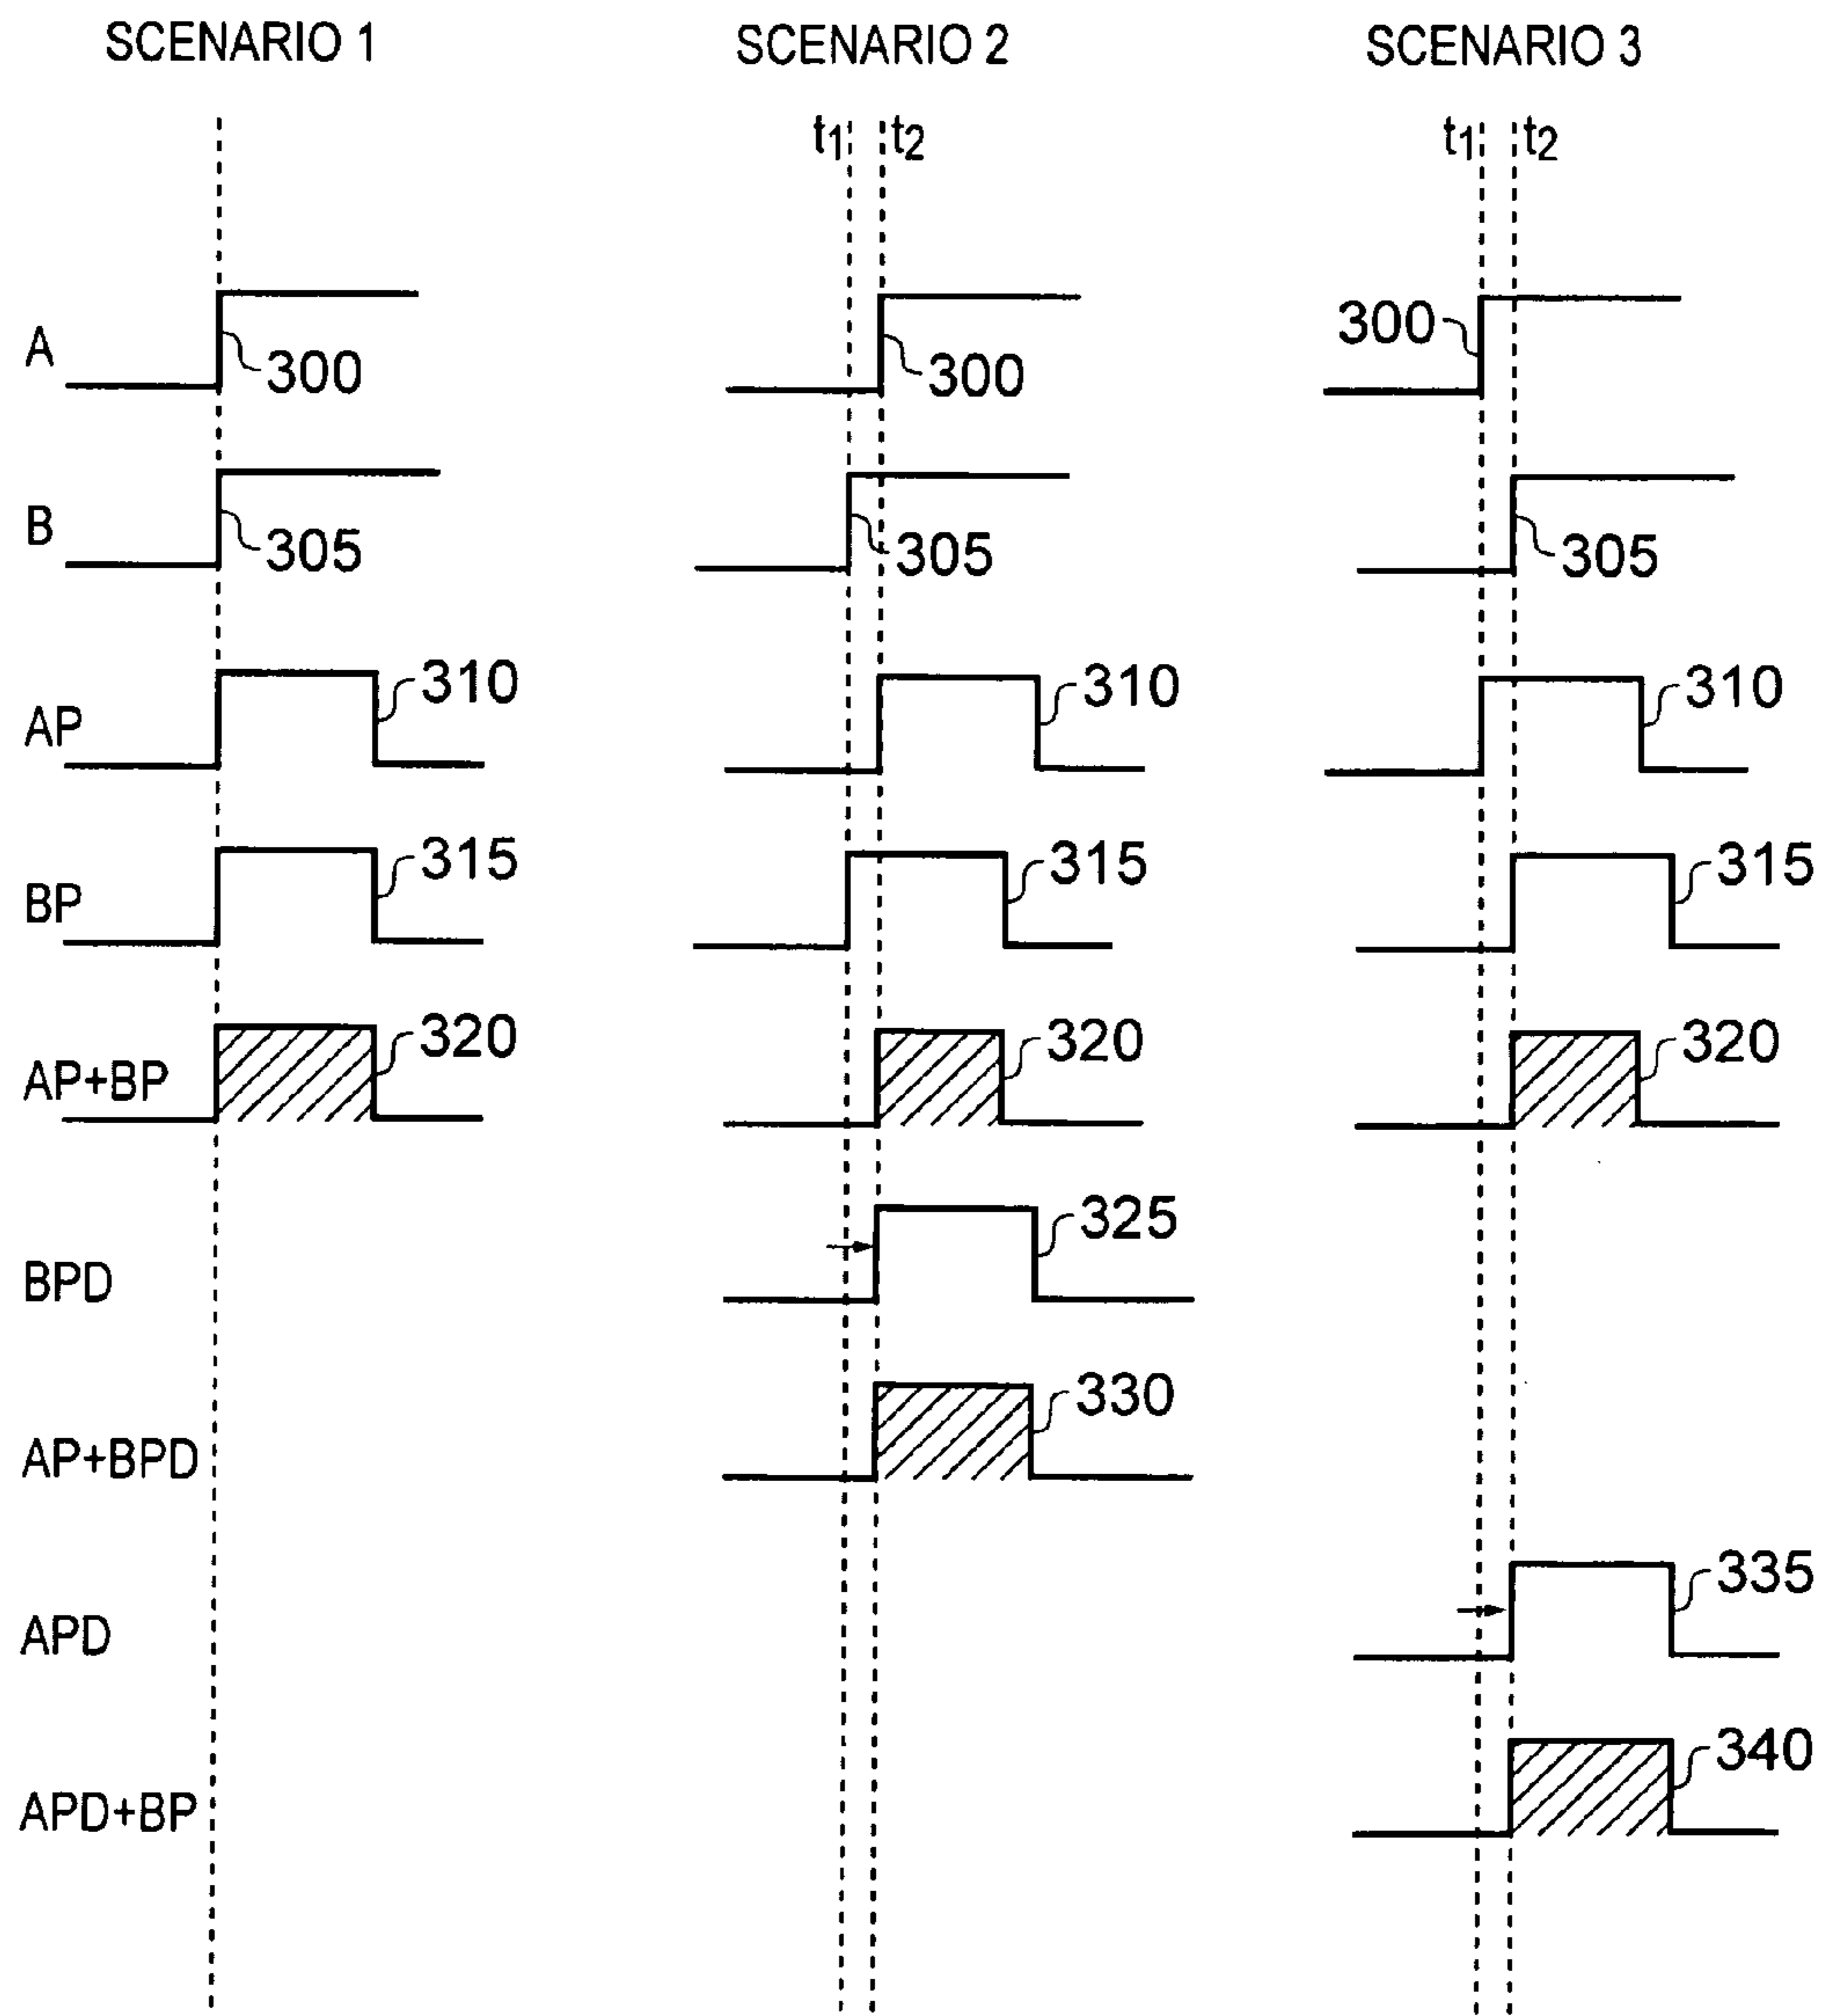 SCENARIO 1 SCENARIO 2 SCENARIO 3
t1 t2 t1 t2
A 300 300 300
B 305 305 305
AP 310 310 310
BP 315 315 315
AP+BP 320 320 320
BPD 325
AP+BPD 330
APD 335
APD+BP 340